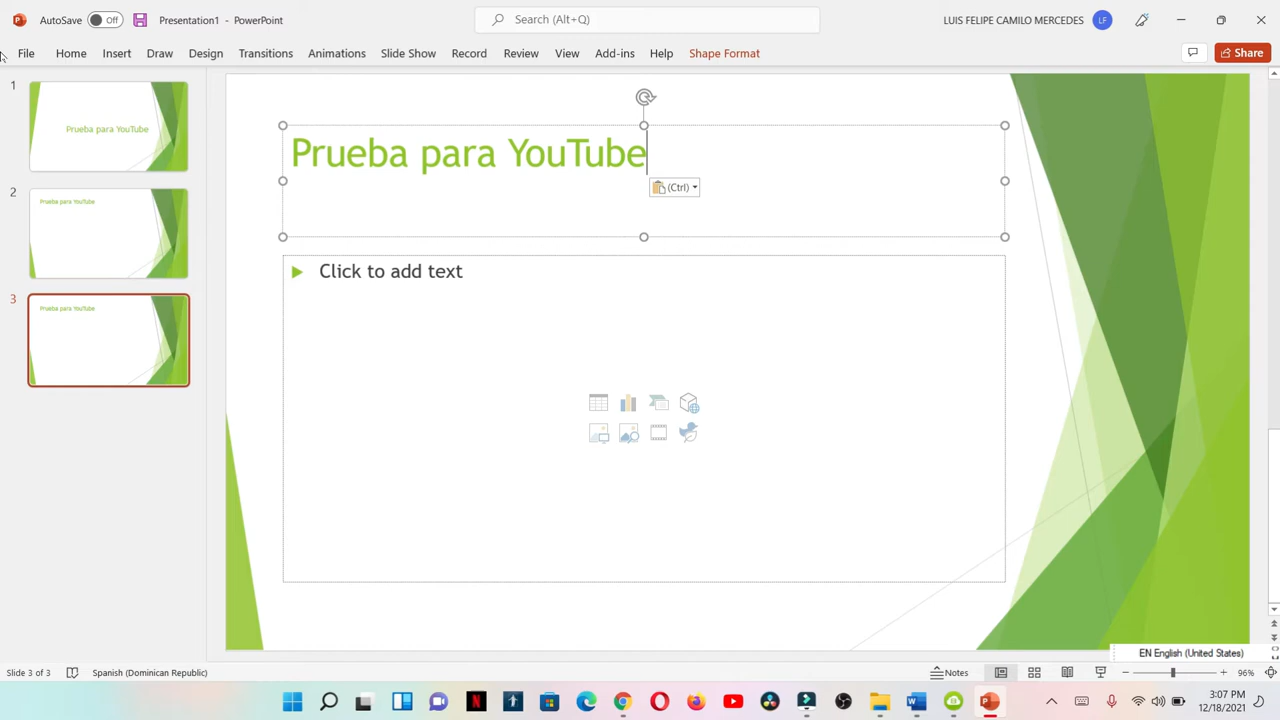 AutoSave Off Presentation1 - PowerPoint Search (Alt+Q) LUIS FELIPE CAMILO MERCEDES LF
File Home Insert Draw Design Transitions Animations Slide Show Record Review View Add-ins Help Shape Format Share
1
Prueba para YouTube
2
Prueba para YouTube
3
Prueba para YouTube
Prueba para YouTube
(Ctrl)
Click to add text
EN English (United States)
Slide 3 of 3 Spanish (Dominican Republic) Notes 96%
3:07 PM
12/18/2021